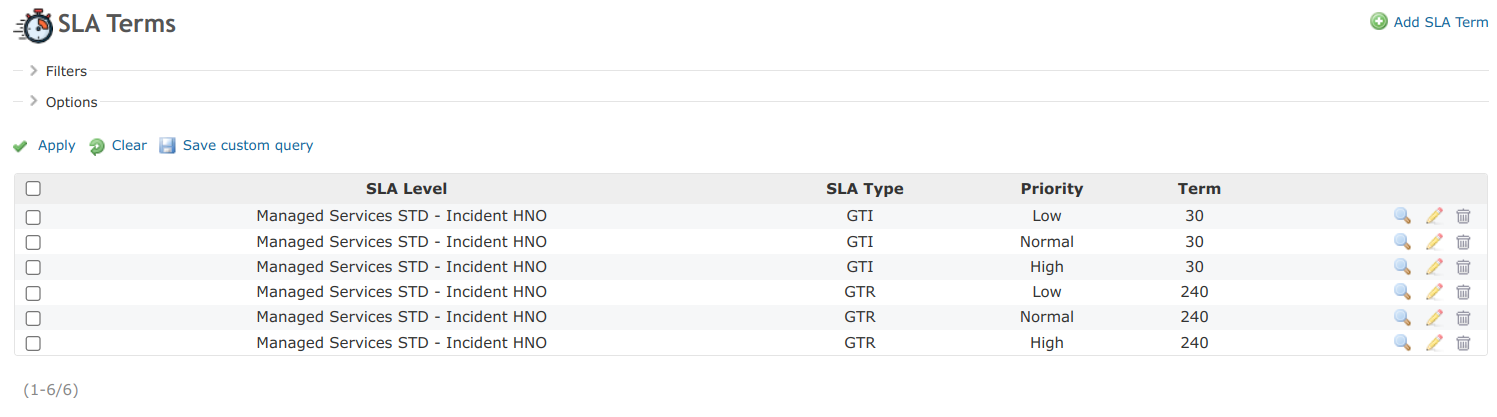 SLA Terms
Add SLA Term
Filters
Options
Apply Clear Save custom query
SLA Level SLA Type Priority Term
Managed Services STD - Incident HNO GTI Low 30
Managed Services STD - Incident HNO GTI Normal 30
Managed Services STD - Incident HNO GTI High 30
Managed Services STD - Incident HNO GTR Low 240
Managed Services STD - Incident HNO GTR Normal 240
Managed Services STD - Incident HNO GTR High 240
(1-6/6)